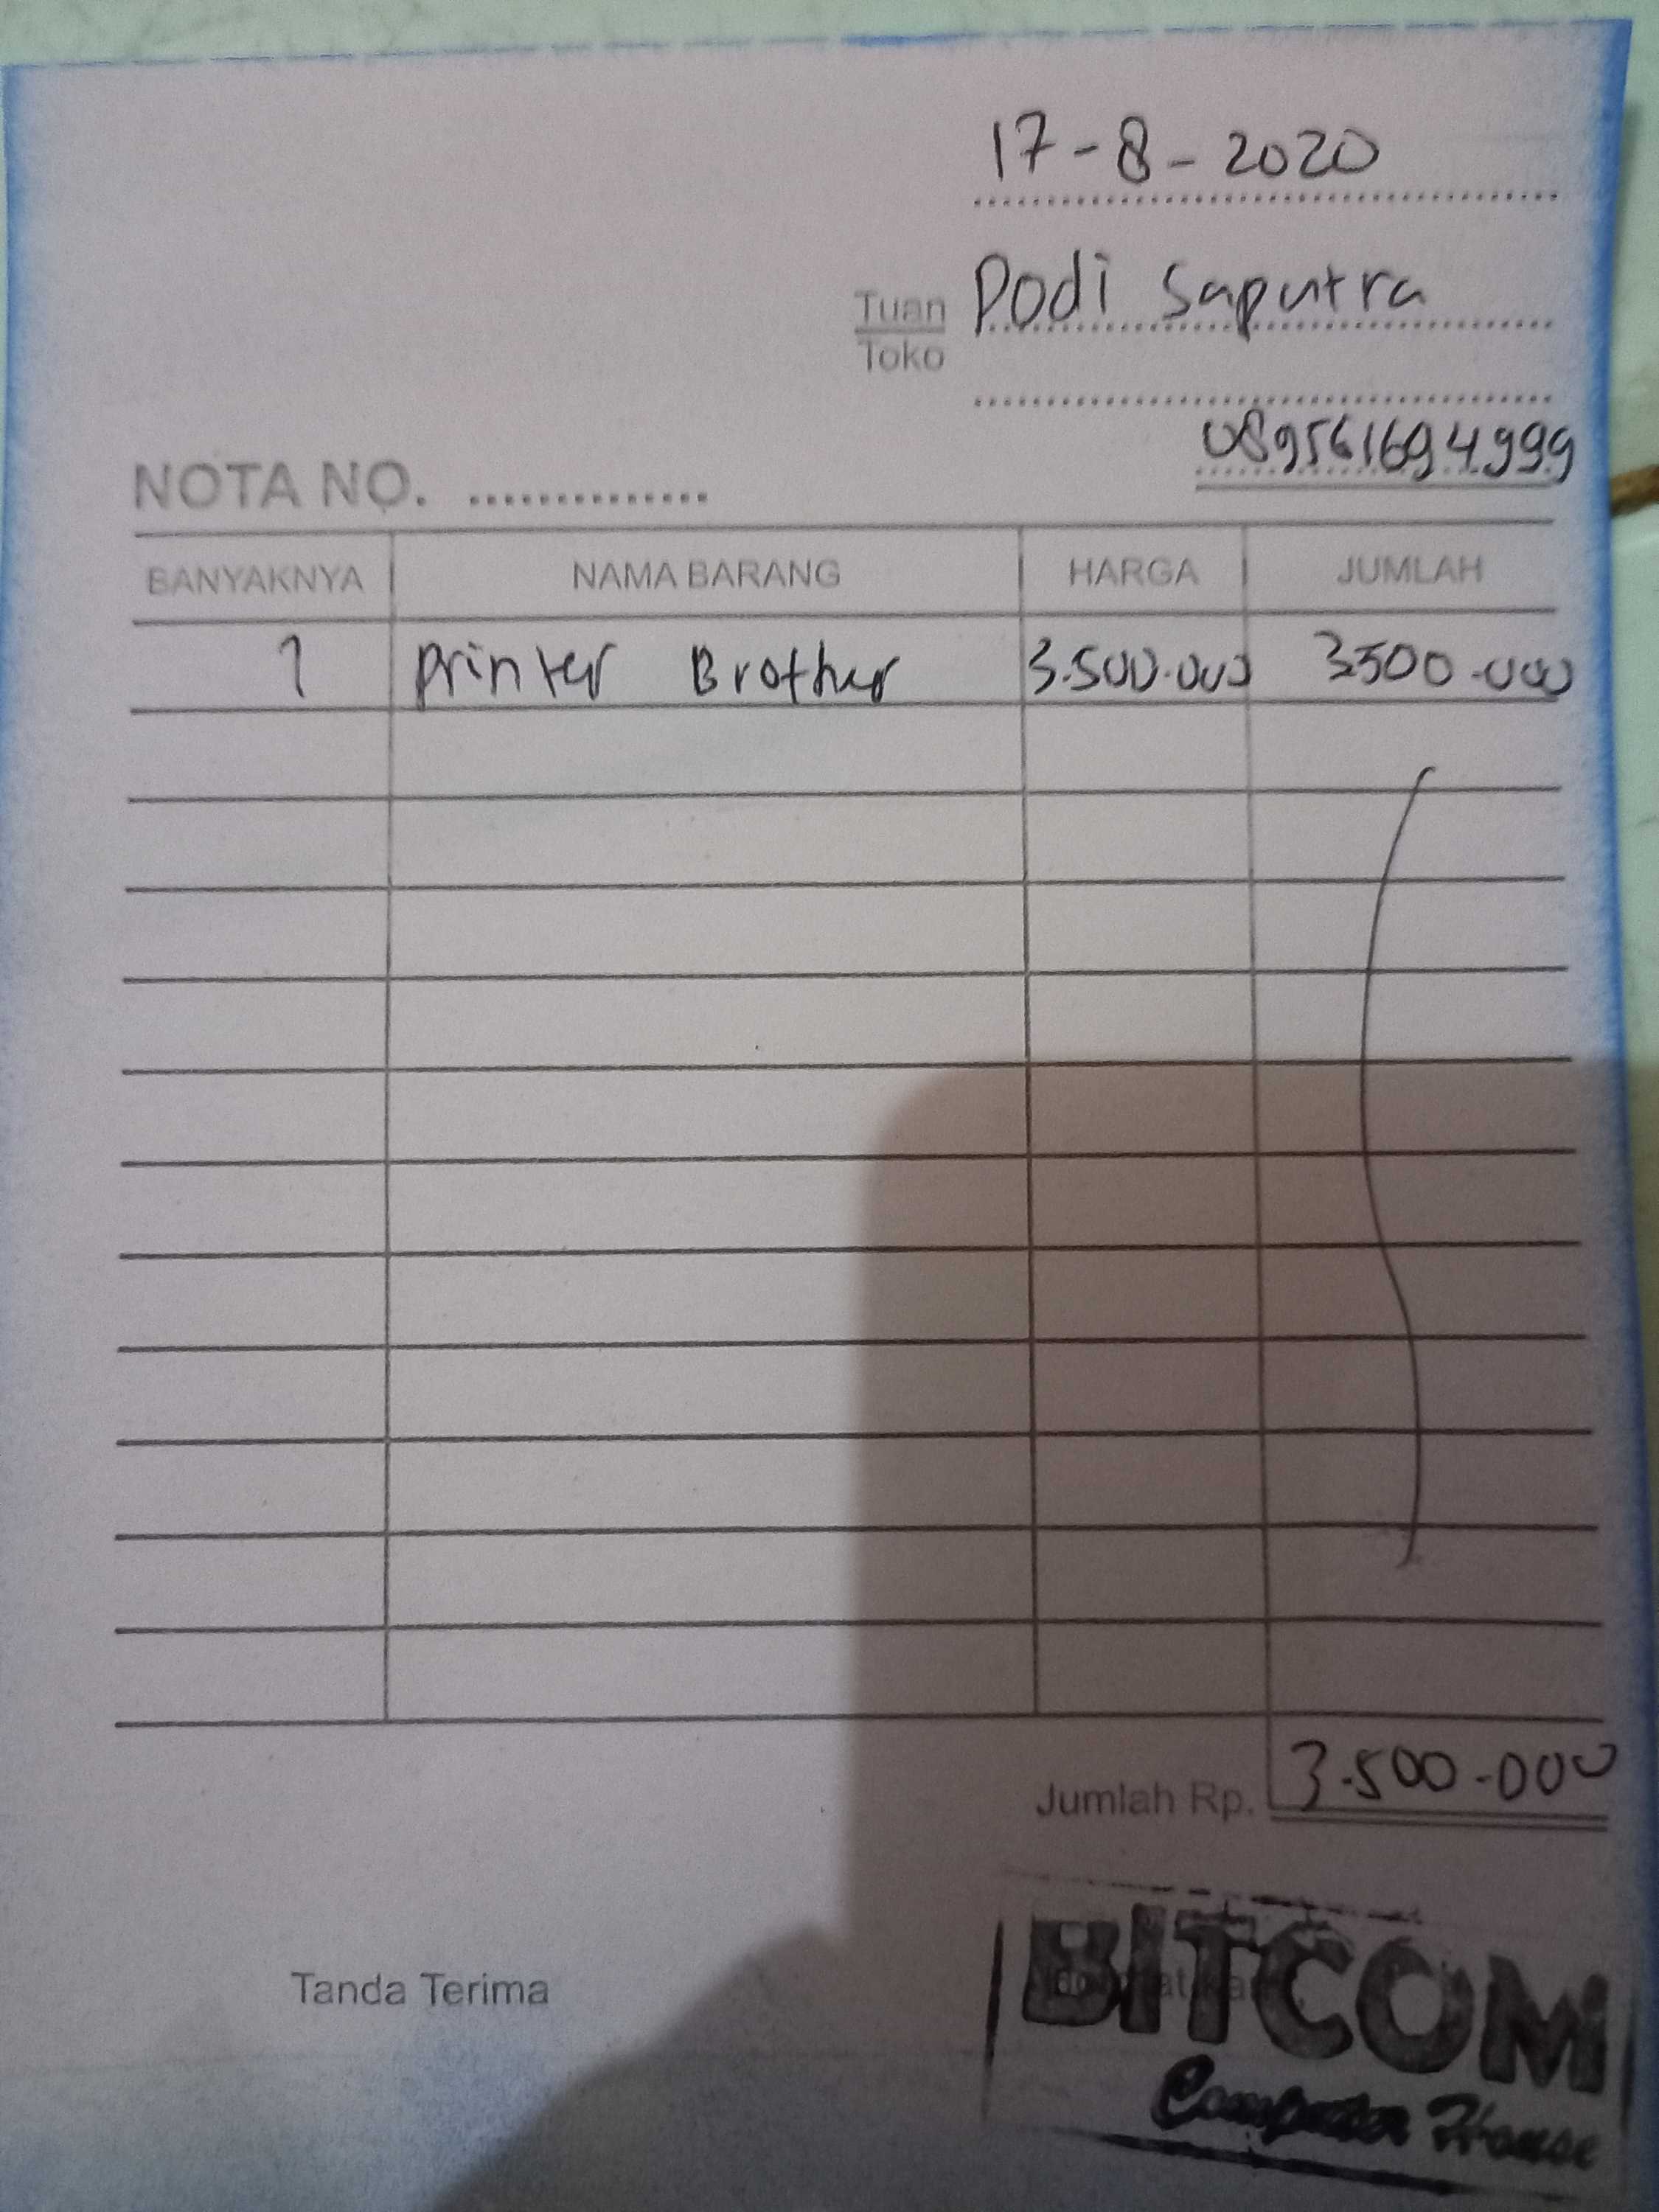 17-8-2020
Tuan Dodi Saputra
Toko
089561694999
NOTA NO. ..............
BANYAKNYA NAMA BARANG HARGA JUMLAH
1 printer Brother 3.500.000 3500.000
Jumlah Rp. 3.500.000
Tanda Terima
BITCOM
Computer House